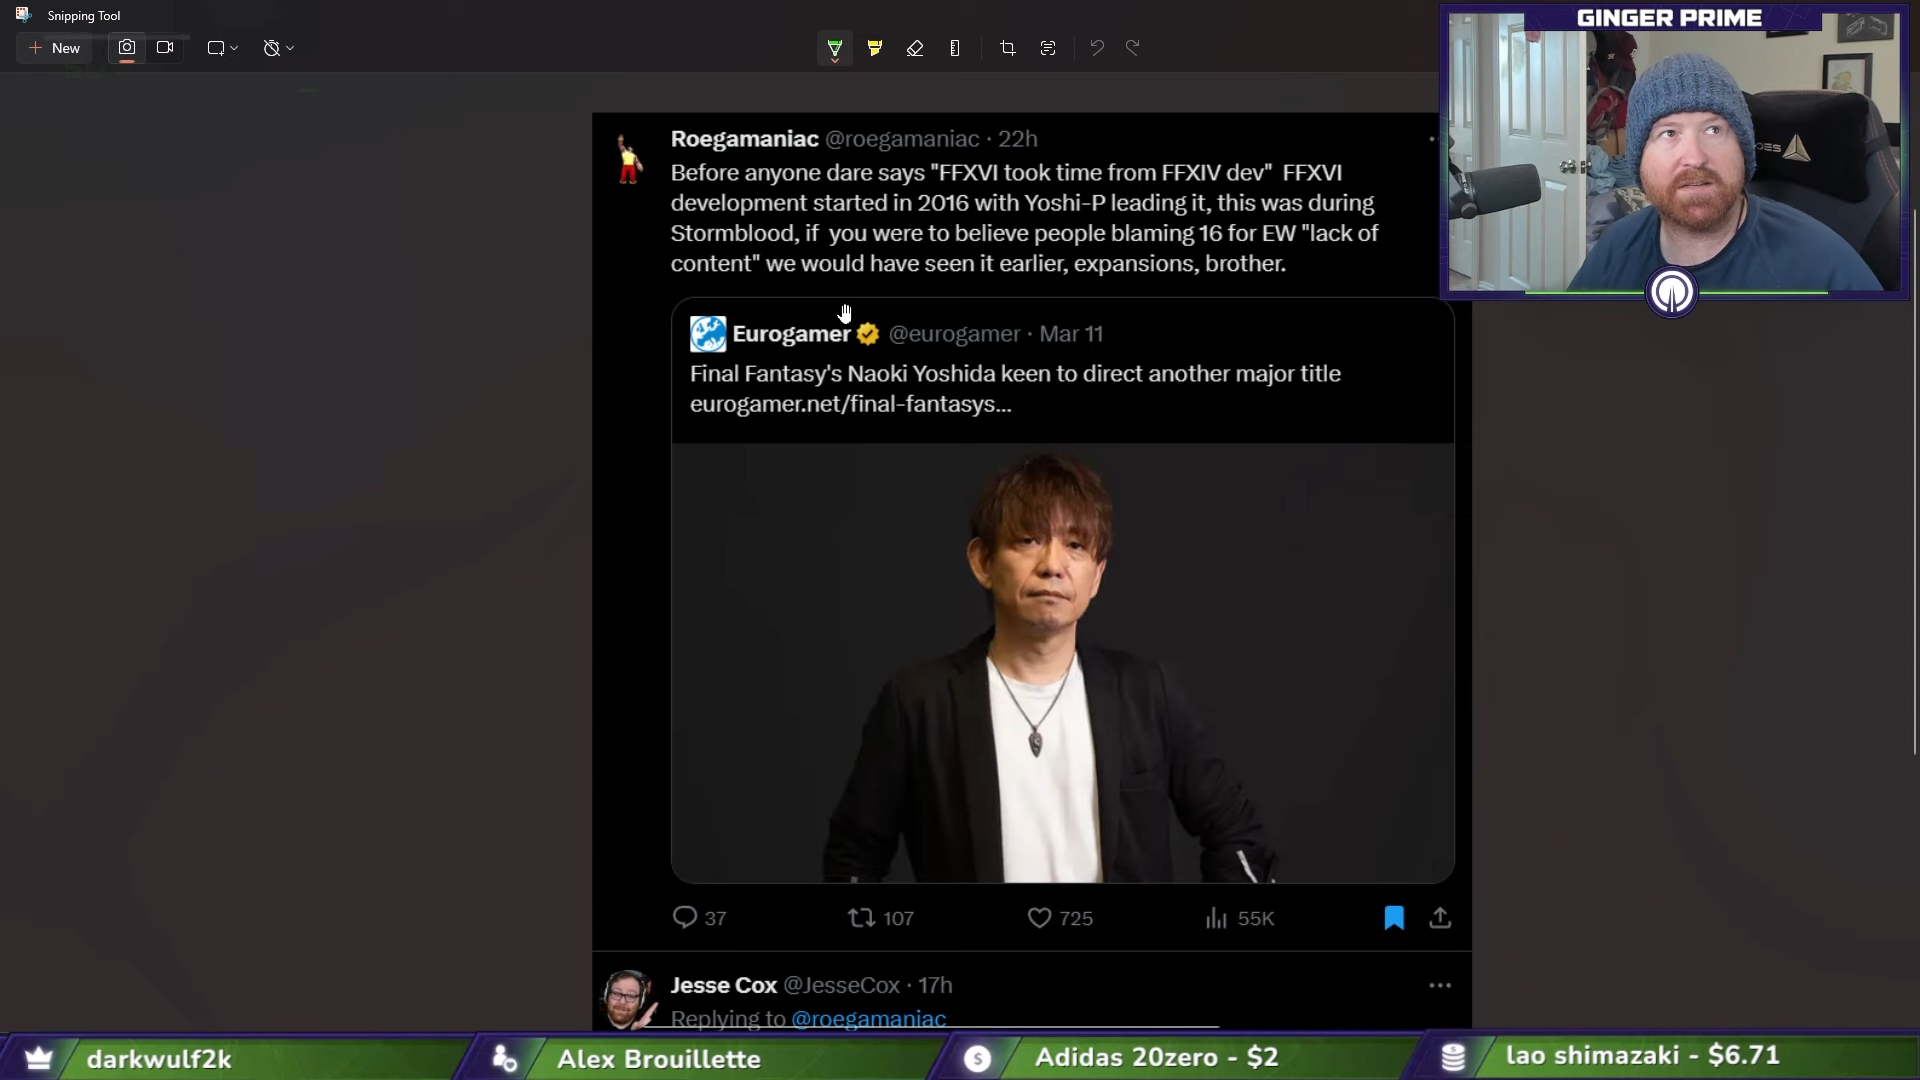 Snipping Tool
New
GINGER PRIME
Roegamaniac @roegamaniac · 22h
Before anyone dare says "FFXVI took time from FFXIV dev"  FFXVI
development started in 2016 with Yoshi-P leading it, this was during
Stormblood, if  you were to believe people blaming 16 for EW "lack of
content" we would have seen it earlier, expansions, brother.
Eurogamer @eurogamer · Mar 11
Final Fantasy's Naoki Yoshida keen to direct another major title
eurogamer.net/final-fantasys...
37
107
725
55K
Jesse Cox @JesseCox · 17h
Replying to @roegamaniac
darkwulf2k
Alex Brouillette
Adidas 20zero - $2
lao shimazaki - $6.71